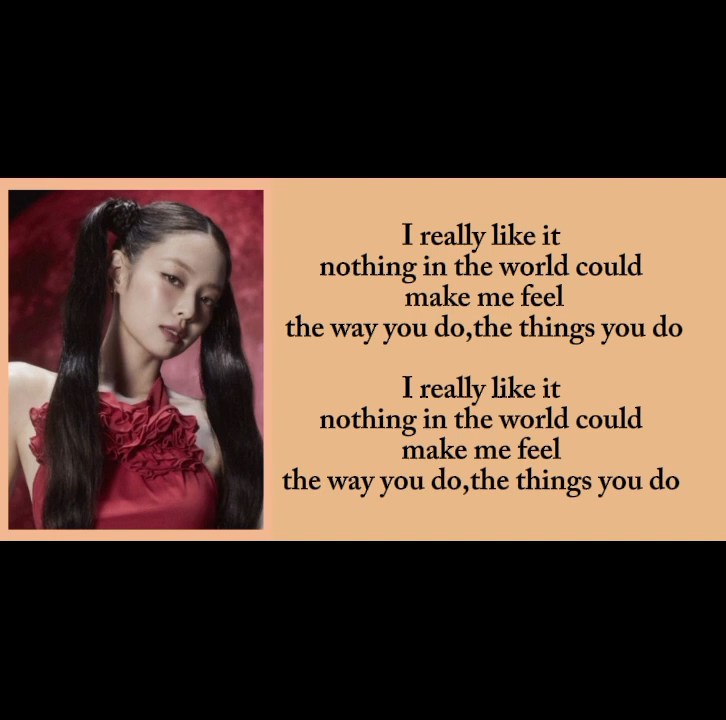 I really like it
nothing in the world could
make me feel
the way you do,the things you do
I really like it
nothing in the world could
make me feel
the way you do,the things you do